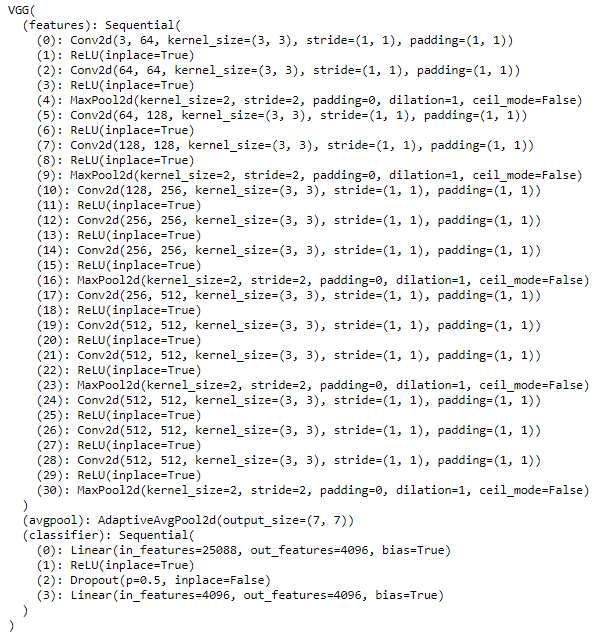 VGG(
  (features): Sequential(
    (0): Conv2d(3, 64, kernel_size=(3, 3), stride=(1, 1), padding=(1, 1))
    (1): ReLU(inplace=True)
    (2): Conv2d(64, 64, kernel_size=(3, 3), stride=(1, 1), padding=(1, 1))
    (3): ReLU(inplace=True)
    (4): MaxPool2d(kernel_size=2, stride=2, padding=0, dilation=1, ceil_mode=False)
    (5): Conv2d(64, 128, kernel_size=(3, 3), stride=(1, 1), padding=(1, 1))
    (6): ReLU(inplace=True)
    (7): Conv2d(128, 128, kernel_size=(3, 3), stride=(1, 1), padding=(1, 1))
    (8): ReLU(inplace=True)
    (9): MaxPool2d(kernel_size=2, stride=2, padding=0, dilation=1, ceil_mode=False)
    (10): Conv2d(128, 256, kernel_size=(3, 3), stride=(1, 1), padding=(1, 1))
    (11): ReLU(inplace=True)
    (12): Conv2d(256, 256, kernel_size=(3, 3), stride=(1, 1), padding=(1, 1))
    (13): ReLU(inplace=True)
    (14): Conv2d(256, 256, kernel_size=(3, 3), stride=(1, 1), padding=(1, 1))
    (15): ReLU(inplace=True)
    (16): MaxPool2d(kernel_size=2, stride=2, padding=0, dilation=1, ceil_mode=False)
    (17): Conv2d(256, 512, kernel_size=(3, 3), stride=(1, 1), padding=(1, 1))
    (18): ReLU(inplace=True)
    (19): Conv2d(512, 512, kernel_size=(3, 3), stride=(1, 1), padding=(1, 1))
    (20): ReLU(inplace=True)
    (21): Conv2d(512, 512, kernel_size=(3, 3), stride=(1, 1), padding=(1, 1))
    (22): ReLU(inplace=True)
    (23): MaxPool2d(kernel_size=2, stride=2, padding=0, dilation=1, ceil_mode=False)
    (24): Conv2d(512, 512, kernel_size=(3, 3), stride=(1, 1), padding=(1, 1))
    (25): ReLU(inplace=True)
    (26): Conv2d(512, 512, kernel_size=(3, 3), stride=(1, 1), padding=(1, 1))
    (27): ReLU(inplace=True)
    (28): Conv2d(512, 512, kernel_size=(3, 3), stride=(1, 1), padding=(1, 1))
    (29): ReLU(inplace=True)
    (30): MaxPool2d(kernel_size=2, stride=2, padding=0, dilation=1, ceil_mode=False)
  )
  (avgpool): AdaptiveAvgPool2d(output_size=(7, 7))
  (classifier): Sequential(
    (0): Linear(in_features=25088, out_features=4096, bias=True)
    (1): ReLU(inplace=True)
    (2): Dropout(p=0.5, inplace=False)
    (3): Linear(in_features=4096, out_features=4096, bias=True)
  )
)